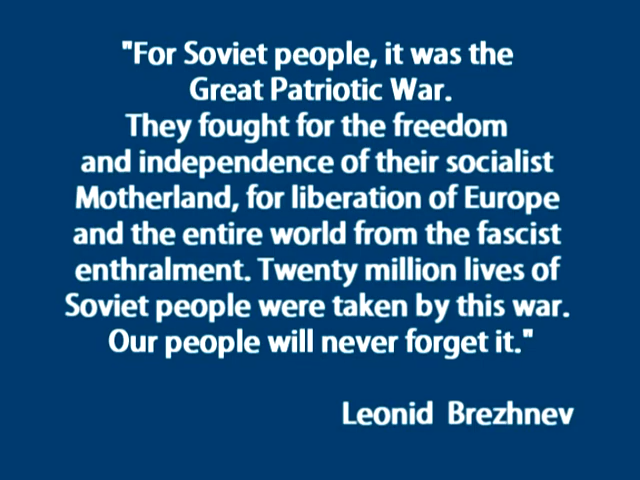 "For Soviet people, it was the
Great Patriotic War.
They fought for the freedom
and independence of their socialist
Motherland, for liberation of Europe
and the entire world from the fascist
enthralment. Twenty million lives of
Soviet people were taken by this war.
Our people will never forget it."
Leonid Brezhnev